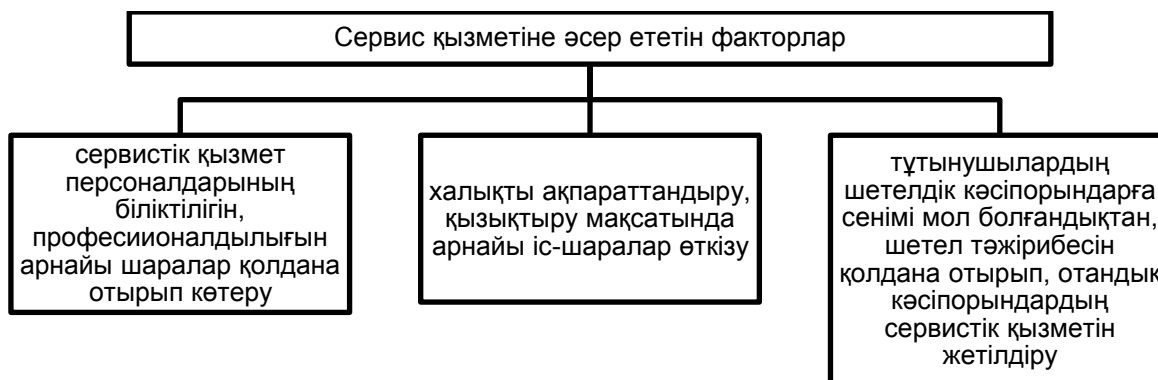 Сервис қызметіне әсер ететін факторлар
сервистік қызмет
персоналдарының
біліктілігін,
професиионалдылығын
арнайы шаралар қолдана
отырып көтеру
халықты ақпараттандыру,
қызықтыру мақсатында
арнайы іс-шаралар өткізу
тұтынушылардың
шетелдік кәсіпорындарға
сенімі мол болғандықтан,
шетел тәжірибесін
қолдана отырып, отандық
кәсіпорындардың
сервистік қызметін
жетілдіру